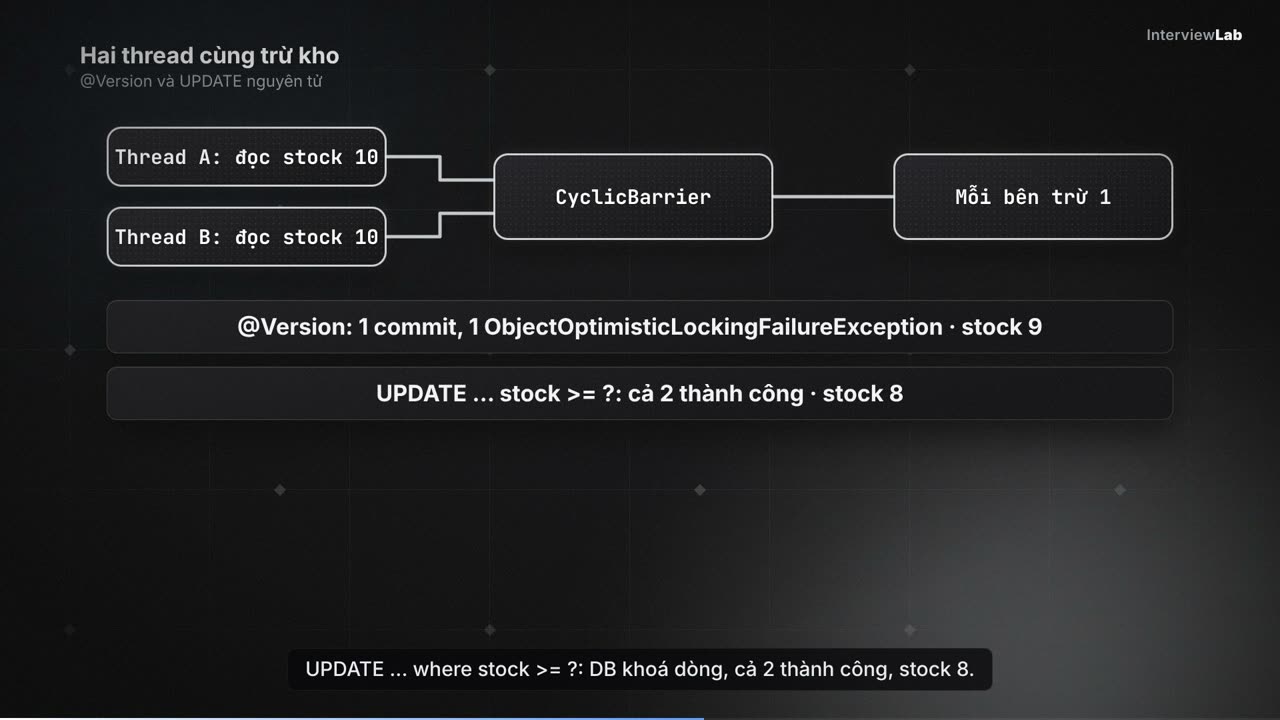 Hai thread cùng trừ kho
@Version và UPDATE nguyên tử
InterviewLab
Thread A: đọc stock 10
Thread B: đọc stock 10
CyclicBarrier
Mỗi bên trừ 1
@Version: 1 commit, 1 ObjectOptimisticLockingFailureException · stock 9
UPDATE … stock >= ?: cả 2 thành công · stock 8
UPDATE … where stock >= ?: DB khoá dòng, cả 2 thành công, stock 8.